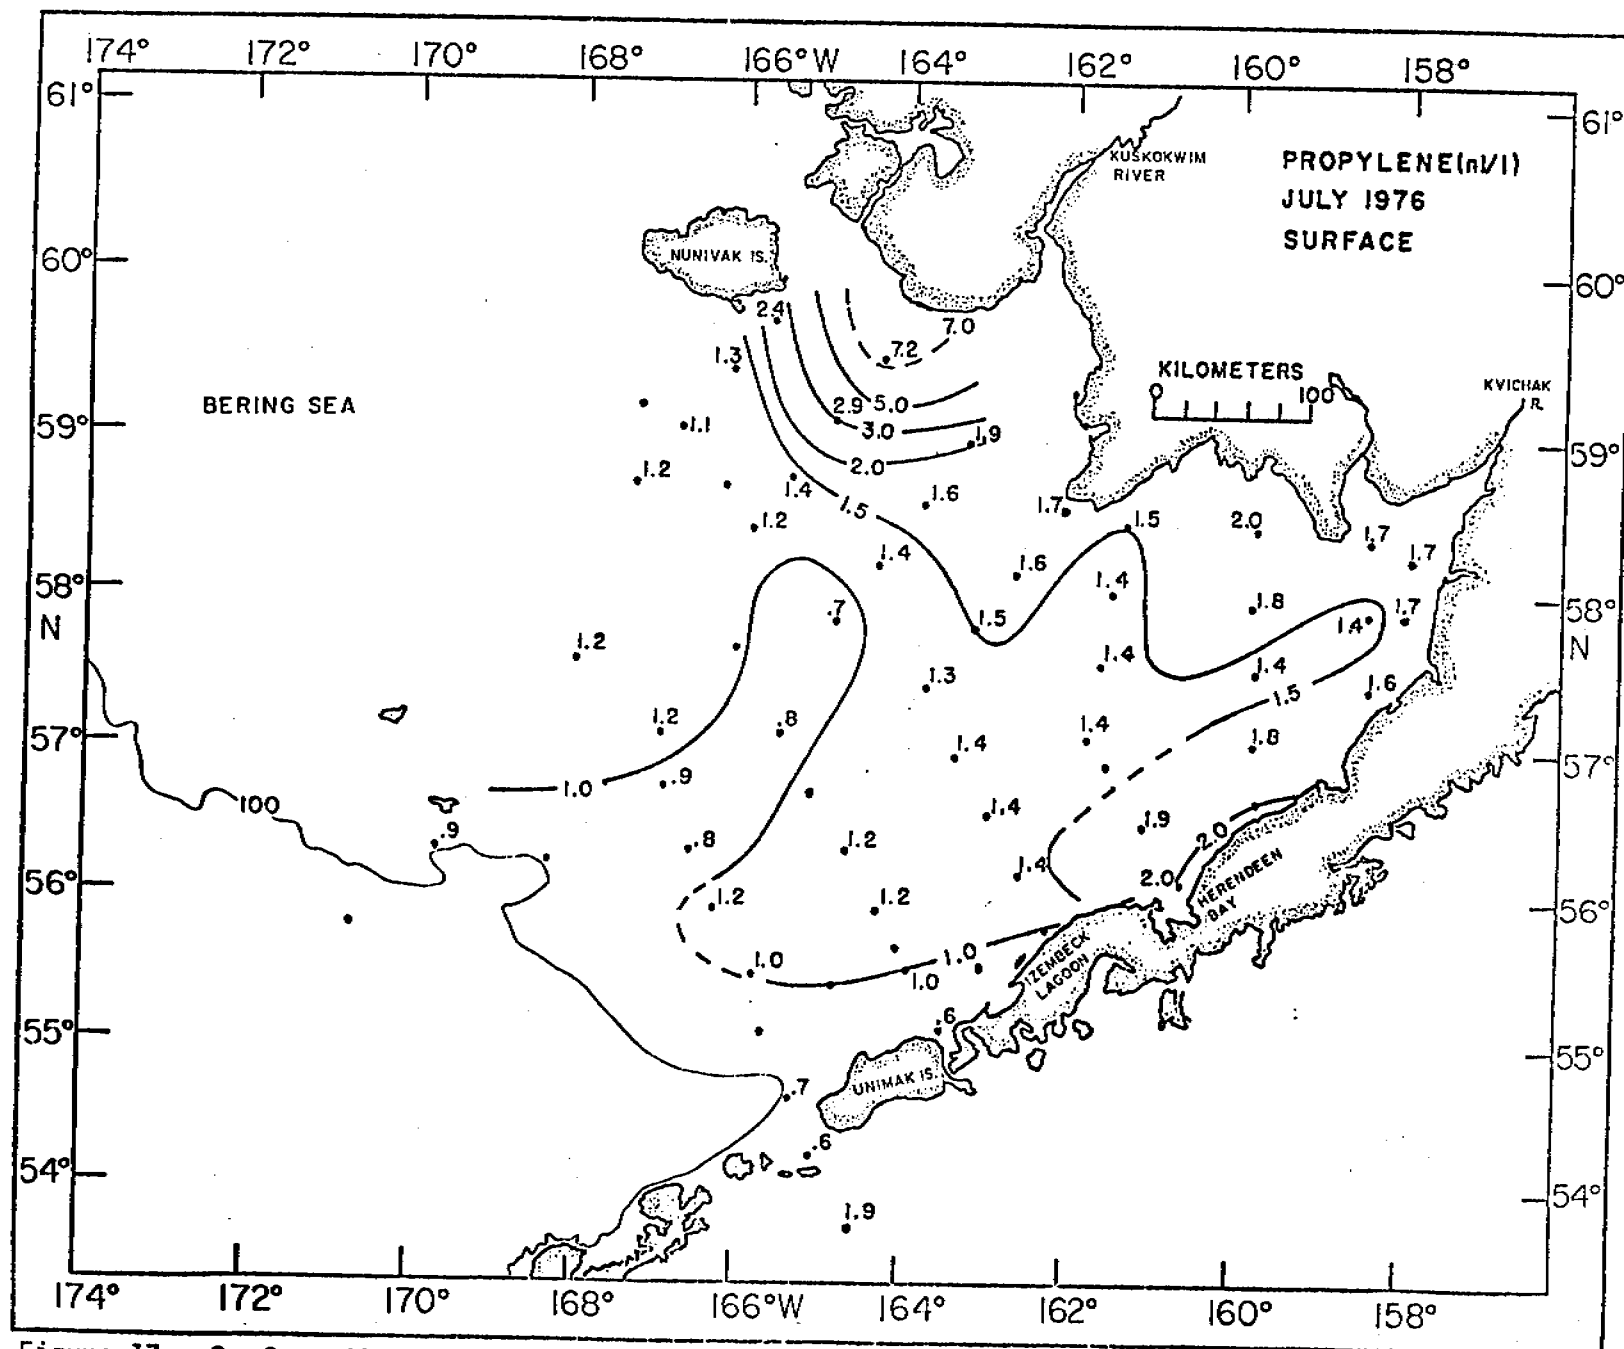 174° 172° 170° 168° 166°W 164° 162° 160° 158°
61° 61°
KUSKOKWIM
RIVER
PROPYLENE(nl/l)
JULY 1976
SURFACE
60° NUNIVAK IS. 60°
2.4 7.0
1.3 7.2
KILOMETERS
0 100
KVICHAK
R.
BERING SEA
2.9 5.0
59° 1.1 3.0 1.9 59°
1.2 2.0
1.4 1.5 1.6 1.7
1.2 1.5 2.0 1.7
1.4 1.6 1.7
58° 1.4 1.8 58°
N .7 1.5 1.4 1.7 N
1.2 1.4 1.4
1.3 1.5 1.6
1.2 .8 1.4 1.8
57° 1.4 57°
.9
1.0
100 1.4 1.9 2.0
.9 .8 1.2 1.4
56° 1.2 1.2 2.0 HERENDEEN
BAY
56°
1.0 1.0 1.0
IZEMBECK
LAGOON
55° .6 55°
UNIMAK IS.
.7
.6
54° 54°
1.9
174° 172° 170° 168° 166°W 164° 162° 160° 158°